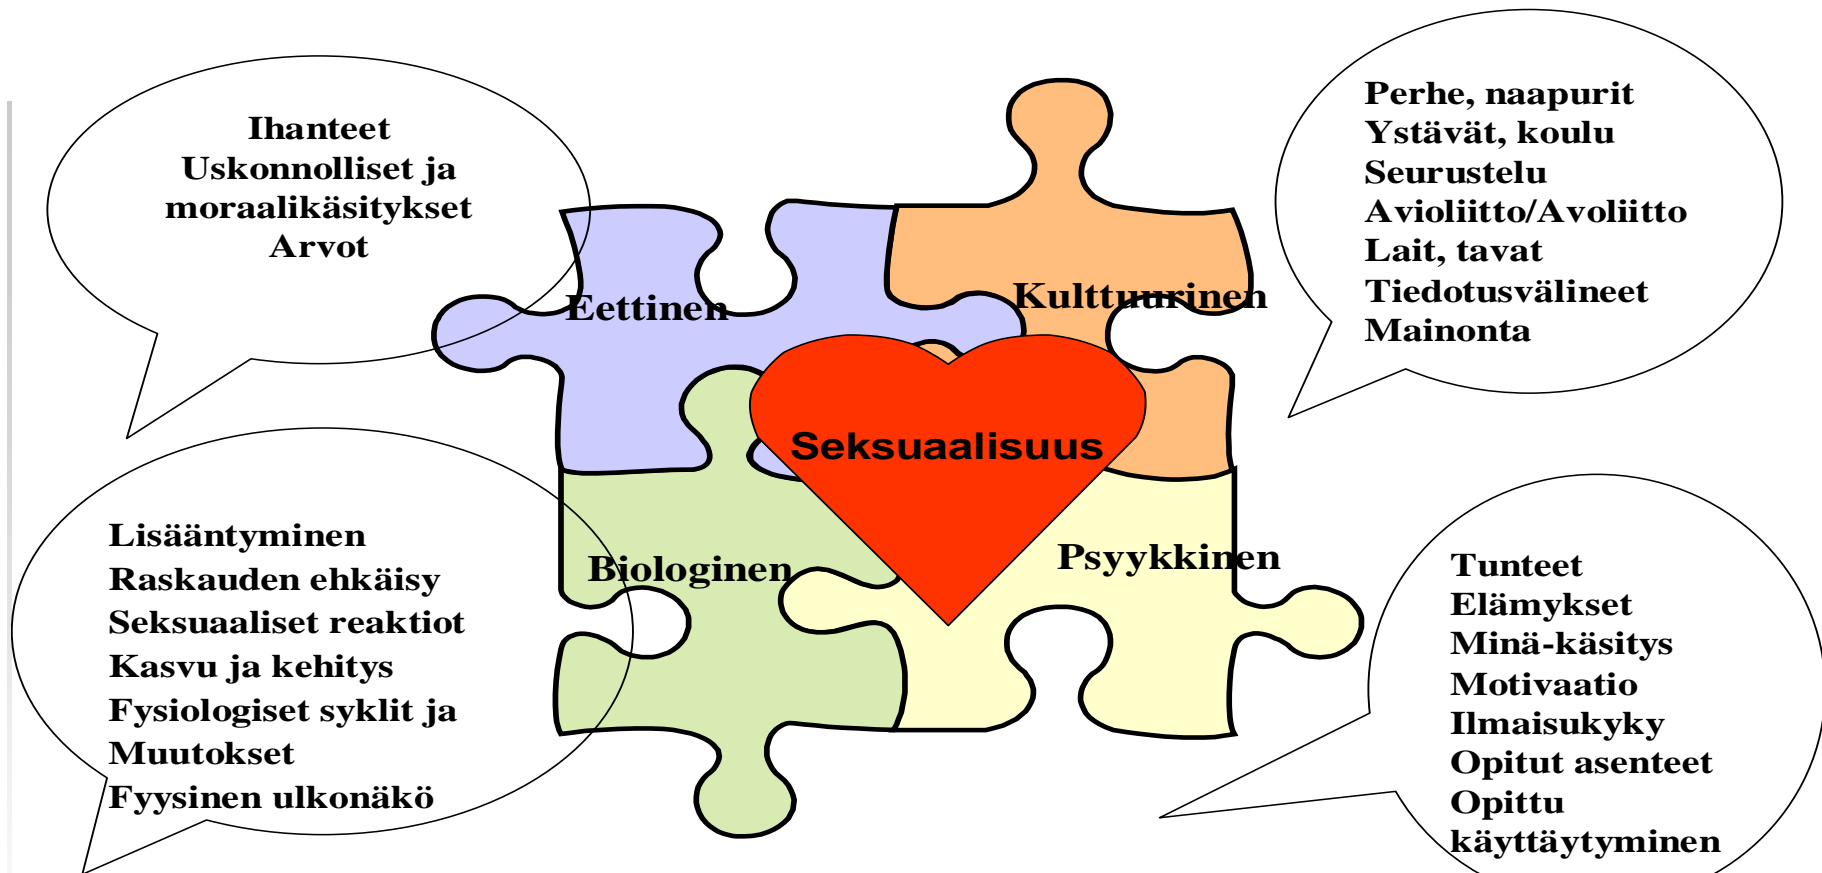 Ihanteet
Uskonnolliset ja
moraalikäsitykset
Arvot
Perhe, naapurit
Ystävät, koulu
Seurustelu
Avioliitto/Avoliitto
Lait, tavat
Tiedotusvälineet
Mainonta
Eettinen
Kulttuurinen
Seksuaalisuus
Biologinen
Psyykkinen
Lisääntyminen
Raskauden ehkäisy
Seksuaaliset reaktiot
Kasvu ja kehitys
Fysiologiset syklit ja
Muutokset
Fyysinen ulkonäkö
Tunteet
Elämykset
Minä-käsitys
Motivaatio
Ilmaisukyky
Opitut asenteet
Opittu
käyttäytyminen